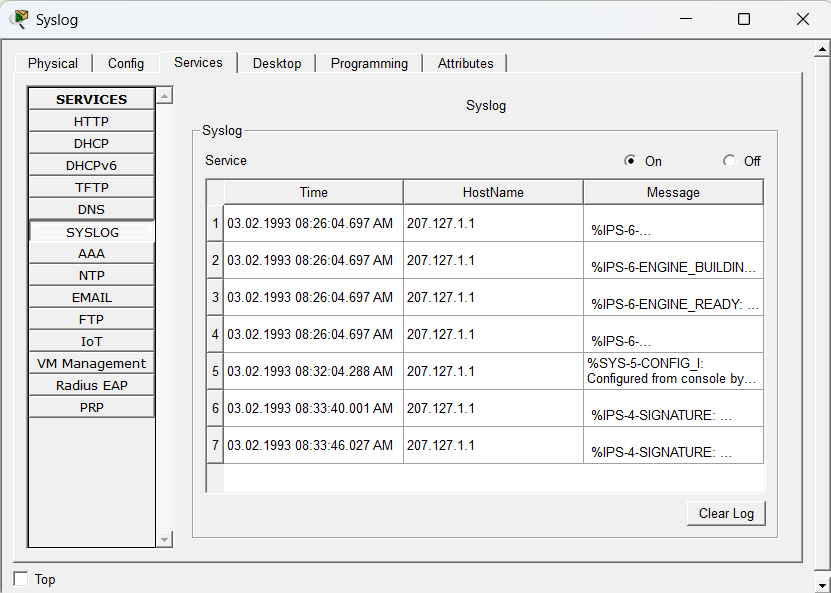 Syslog
Physical Config Services Desktop Programming Attributes
SERVICES
HTTP
DHCP
DHCPv6
TFTP
DNS
SYSLOG
AAA
NTP
EMAIL
FTP
IoT
VM Management
Radius EAP
PRP
Syslog
Syslog
Service On Off
Time HostName Message
1 03.02.1993 08:26:04.697 AM 207.127.1.1 %IPS-6-...
2 03.02.1993 08:26:04.697 AM 207.127.1.1 %IPS-6-ENGINE_BUILDIN...
3 03.02.1993 08:26:04.697 AM 207.127.1.1 %IPS-6-ENGINE_READY: ...
4 03.02.1993 08:26:04.697 AM 207.127.1.1 %IPS-6-...
5 03.02.1993 08:32:04.288 AM 207.127.1.1 %SYS-5-CONFIG_I:
Configured from console by...
6 03.02.1993 08:33:40.001 AM 207.127.1.1 %IPS-4-SIGNATURE: ...
7 03.02.1993 08:33:46.027 AM 207.127.1.1 %IPS-4-SIGNATURE: ...
Clear Log
Top